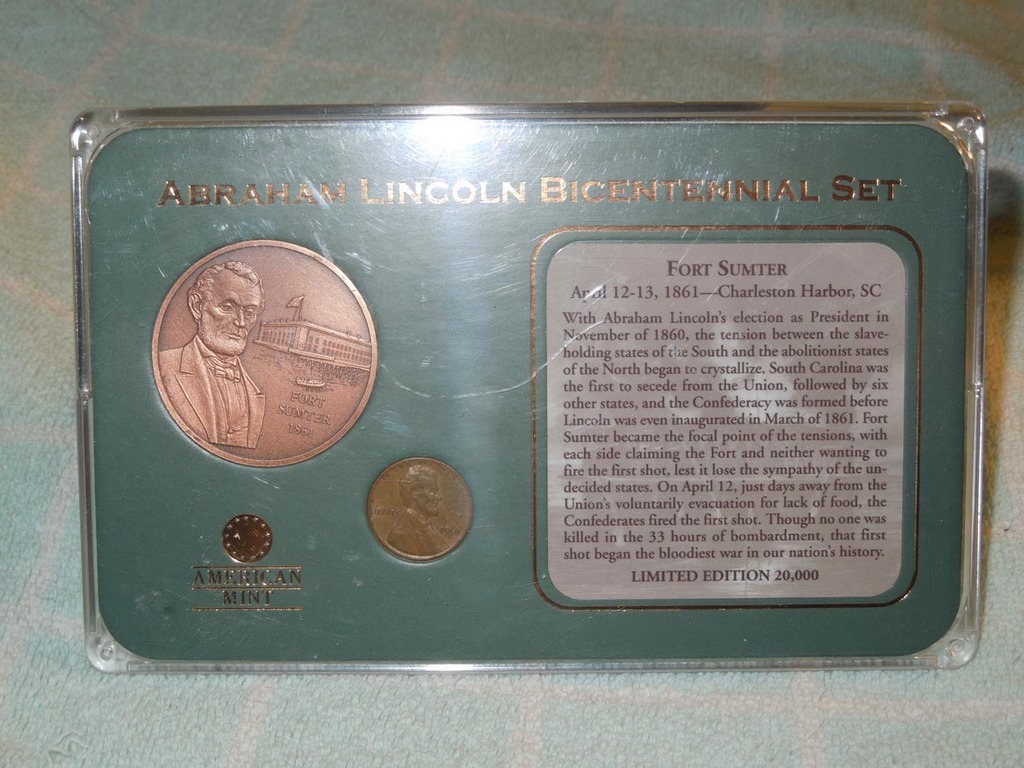 ABRAHAM LINCOLN BICENTENNIAL SET
FORT
SUMTER
1861
LIBERTY
AMERICAN
MINT
FORT SUMTER
April 12-13, 1861—Charleston Harbor, SC
With Abraham Lincoln's election as President in
November of 1860, the tension between the slave-
holding states of the South and the abolitionist states
of the North began to crystallize. South Carolina was
the first to secede from the Union, followed by six
other states, and the Confederacy was formed before
Lincoln was even inaugurated in March of 1861. Fort
Sumter became the focal point of the tensions, with
each side claiming the Fort and neither wanting to
fire the first shot, lest it lose the sympathy of the un-
decided states. On April 12, just days away from the
Union's voluntarily evacuation for lack of food, the
Confederates fired the first shot. Though no one was
killed in the 33 hours of bombardment, that first
shot began the bloodiest war in our nation's history.
LIMITED EDITION 20,000